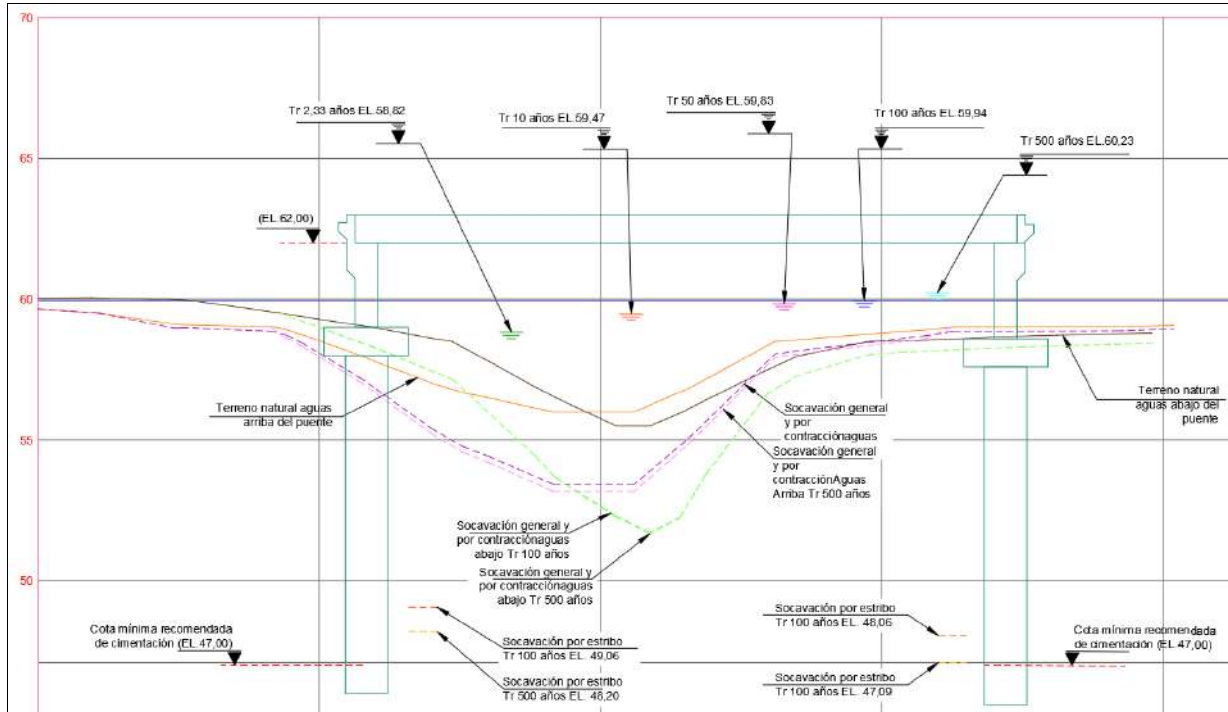 70
Tr 50 años EL.59,83
Tr 2,33 años EL.58,82
Tr 10 años EL.59,47
Tr 100 años EL.59,94
Tr 500 años EL.60,23
65
(EL.62,00)
60
Terreno natural aguas
arriba del puente
Socavación general
y por
contracciónaguas
Socavación general
y por
contracciónAguas
Arriba Tr 500 años
Terreno natural
aguas abajo del
puente
55
Socavación general y
por contracciónaguas
abajo Tr 100 años
Socavación general y
por contracciónaguas
abajo Tr 500 años
50
Cota mínima recomendada
de cimentación (EL.47,00)
Socavación por estribo
Tr 100 años EL. 49,06
Socavación por estribo
Tr 500 años EL. 48,20
Socavación por estribo
Tr 100 años EL. 48,06
Socavación por estribo
Tr 100 años EL. 47,09
Cota mínima recomendada
de cimentación (EL.47,00)